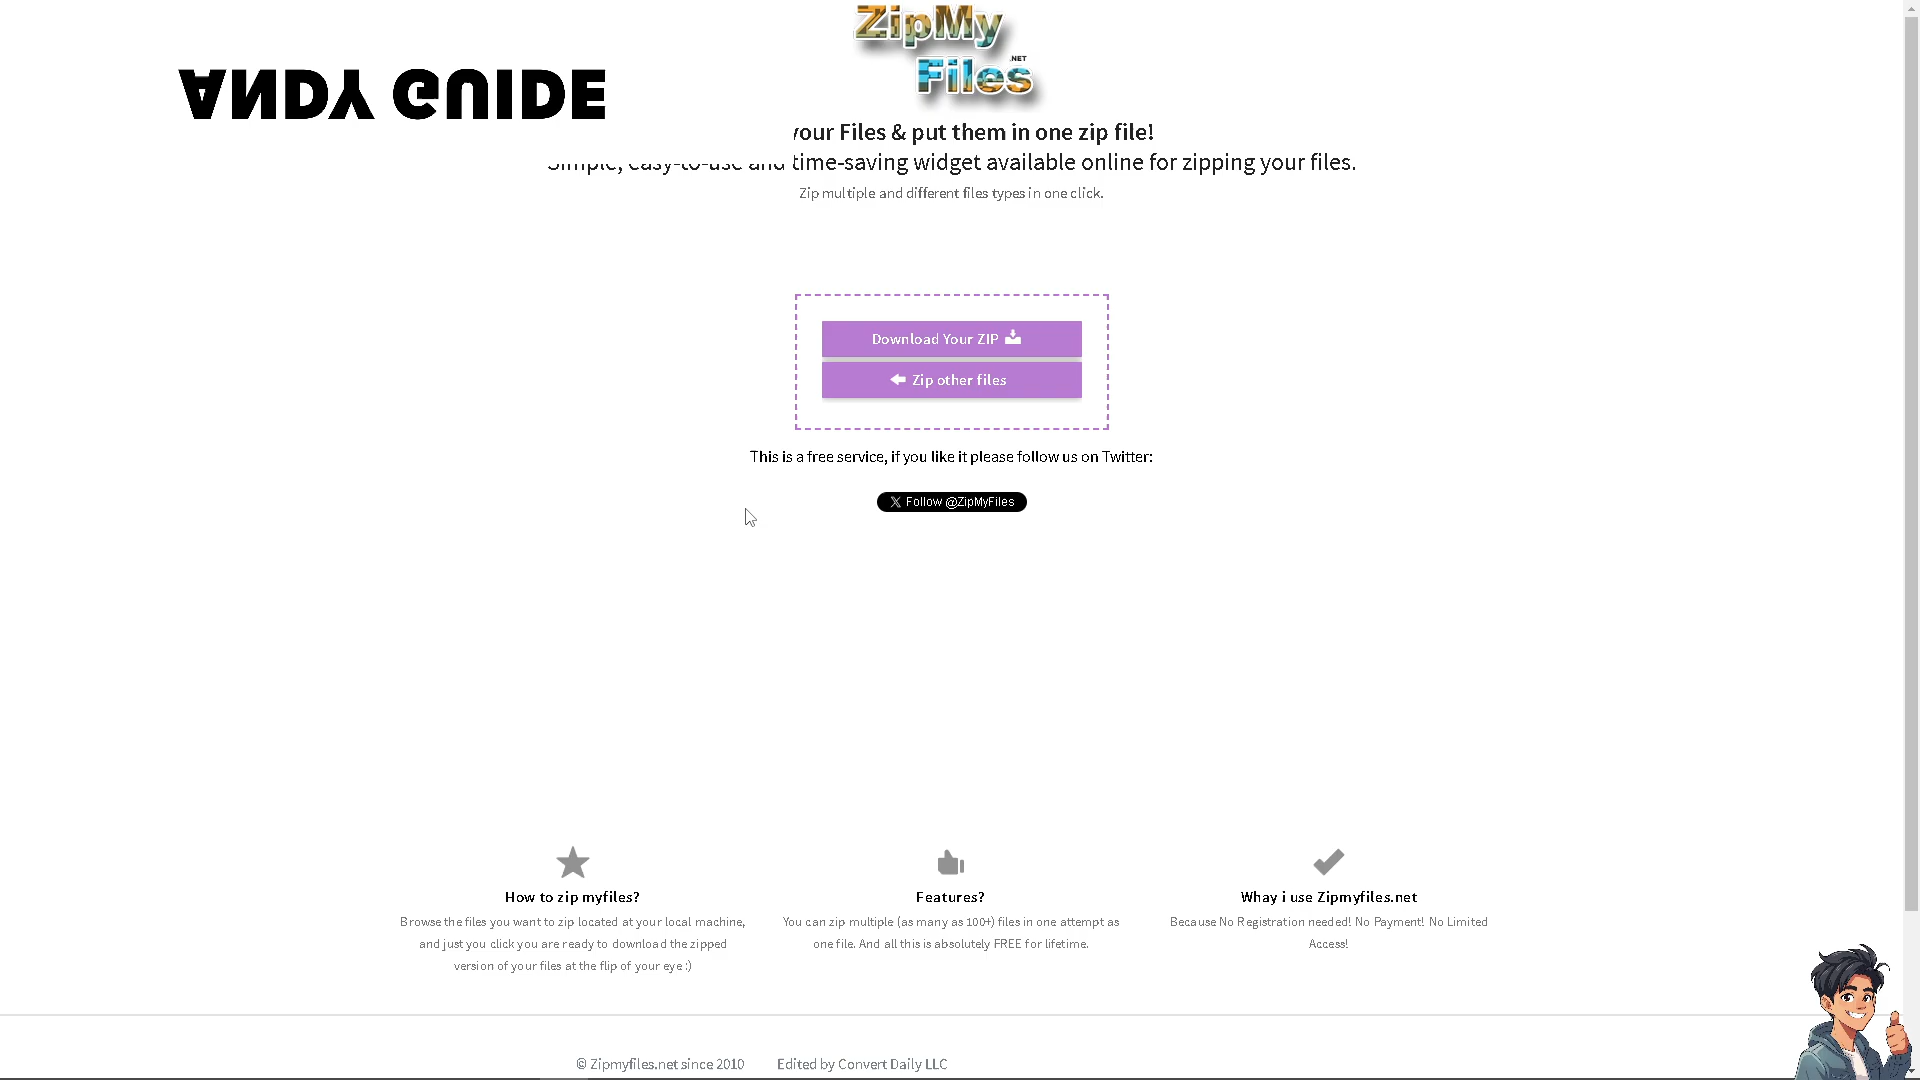 ZipMy
Files .NET
ANDY GUIDE
your Files & put them in one zip file!
Simple, easy-to-use and time-saving widget available online for zipping your files.
Zip multiple and different files types in one click.
Download Your ZIP
Zip other files
This is a free service, if you like it please follow us on Twitter:
Follow @ZipMyFiles
How to zip myfiles?
Browse the files you want to zip located at your local machine,
and just you click you are ready to download the zipped
version of your files at the flip of your eye :)
Features?
You can zip multiple (as many as 100+) files in one attempt as
one file. And all this is absolutely FREE for lifetime.
Whay i use Zipmyfiles.net
Because No Registration needed! No Payment! No Limited
Access!
© Zipmyfiles.net since 2010 Edited by Convert Daily LLC